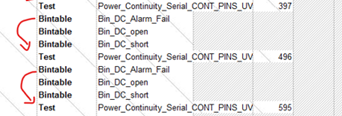 Test Power_Continuity_Serial_CONT_PINS_UV 397
Bintable Bin_DC_Alarm_Fail
Bintable Bin_DC_open
Bintable Bin_DC_short
Test Power_Continuity_Serial_CONT_PINS_UV 496
Bintable Bin_DC_Alarm_Fail
Bintable Bin_DC_open
Bintable Bin_DC_short
Test Power_Continuity_Serial_CONT_PINS_UV 595